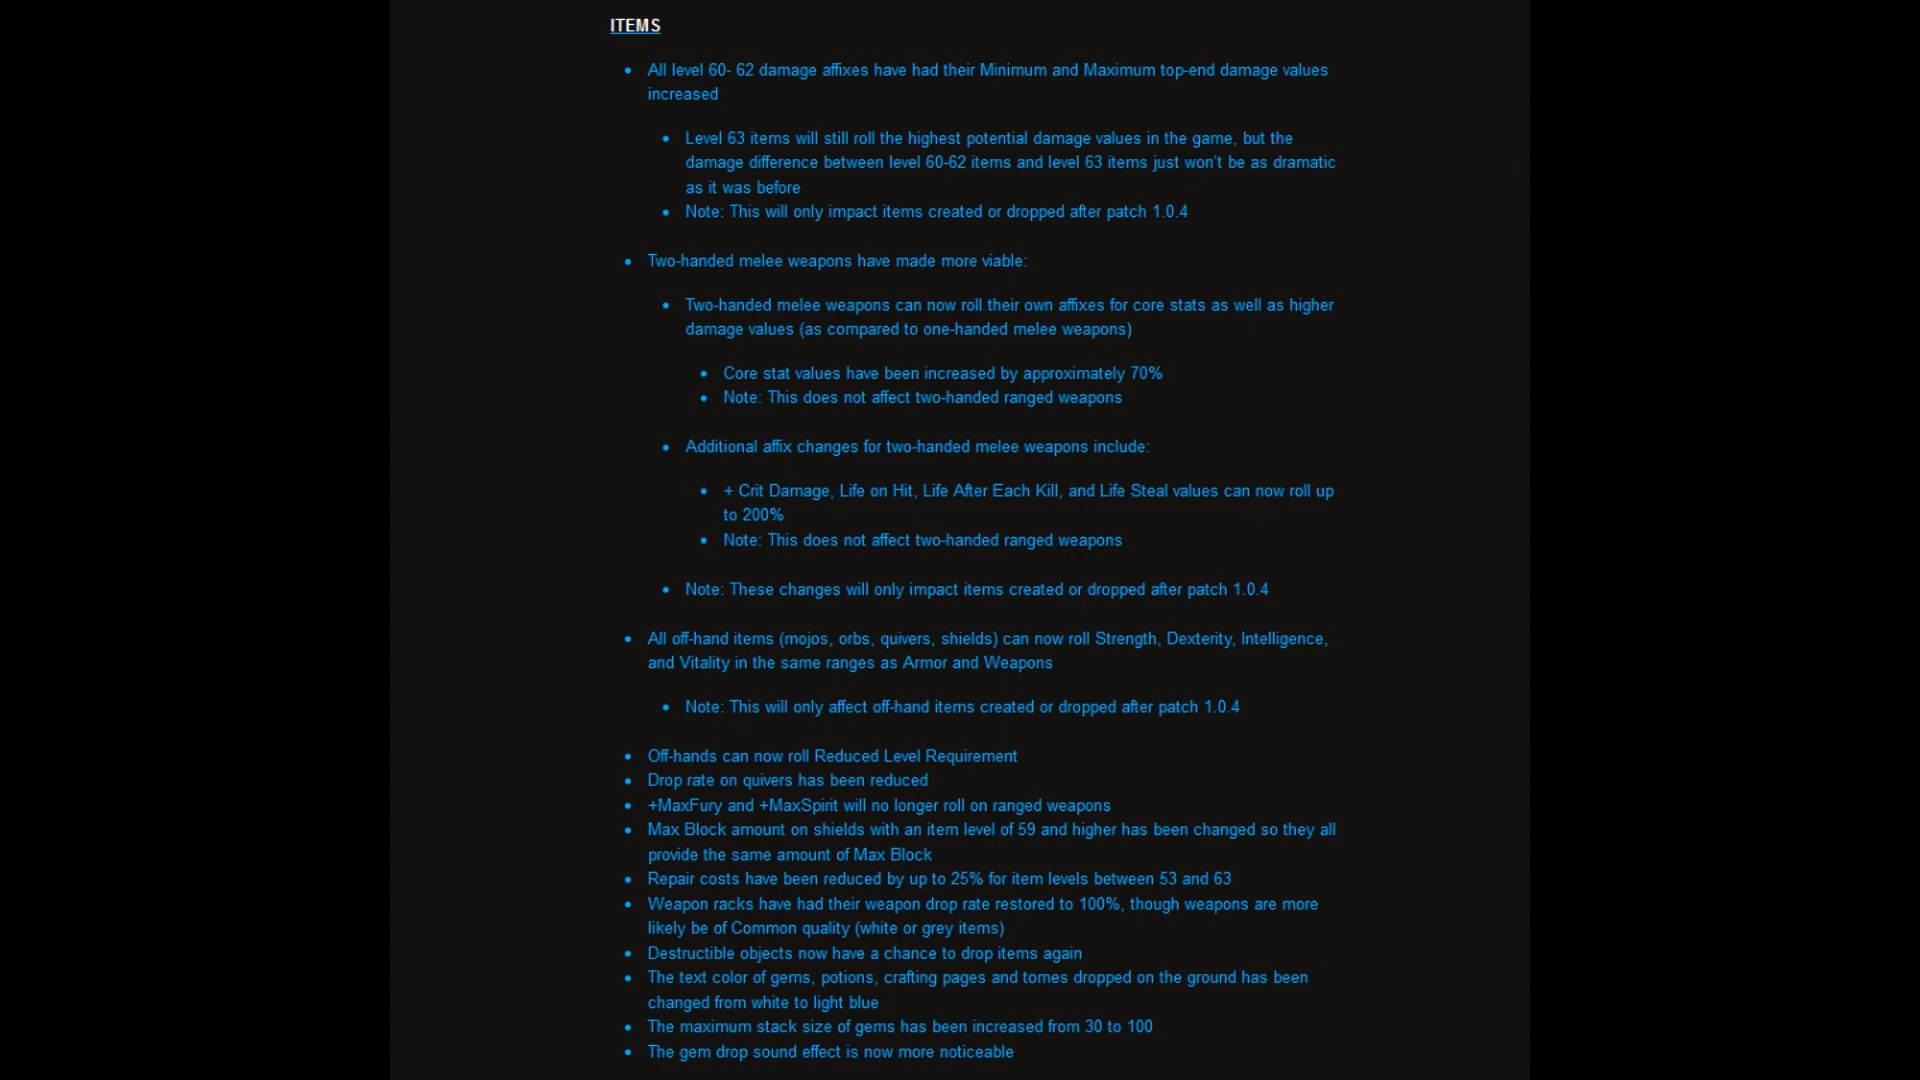 ITEMS
All level 60- 62 damage affixes have had their Minimum and Maximum top-end damage values
increased
Level 63 items will still roll the highest potential damage values in the game, but the
damage difference between level 60-62 items and level 63 items just won't be as dramatic
as it was before
Note: This will only impact items created or dropped after patch 1.0.4
Two-handed melee weapons have made more viable:
Two-handed melee weapons can now roll their own affixes for core stats as well as higher
damage values (as compared to one-handed melee weapons)
Core stat values have been increased by approximately 70%
Note: This does not affect two-handed ranged weapons
Additional affix changes for two-handed melee weapons include:
+ Crit Damage, Life on Hit, Life After Each Kill, and Life Steal values can now roll up
to 200%
Note: This does not affect two-handed ranged weapons
Note: These changes will only impact items created or dropped after patch 1.0.4
All off-hand items (mojos, orbs, quivers, shields) can now roll Strength, Dexterity, Intelligence,
and Vitality in the same ranges as Armor and Weapons
Note: This will only affect off-hand items created or dropped after patch 1.0.4
Off-hands can now roll Reduced Level Requirement
Drop rate on quivers has been reduced
+MaxFury and +MaxSpirit will no longer roll on ranged weapons
Max Block amount on shields with an item level of 59 and higher has been changed so they all
provide the same amount of Max Block
Repair costs have been reduced by up to 25% for item levels between 53 and 63
Weapon racks have had their weapon drop rate restored to 100%, though weapons are more
likely be of Common quality (white or grey items)
Destructible objects now have a chance to drop items again
The text color of gems, potions, crafting pages and tomes dropped on the ground has been
changed from white to light blue
The maximum stack size of gems has been increased from 30 to 100
The gem drop sound effect is now more noticeable